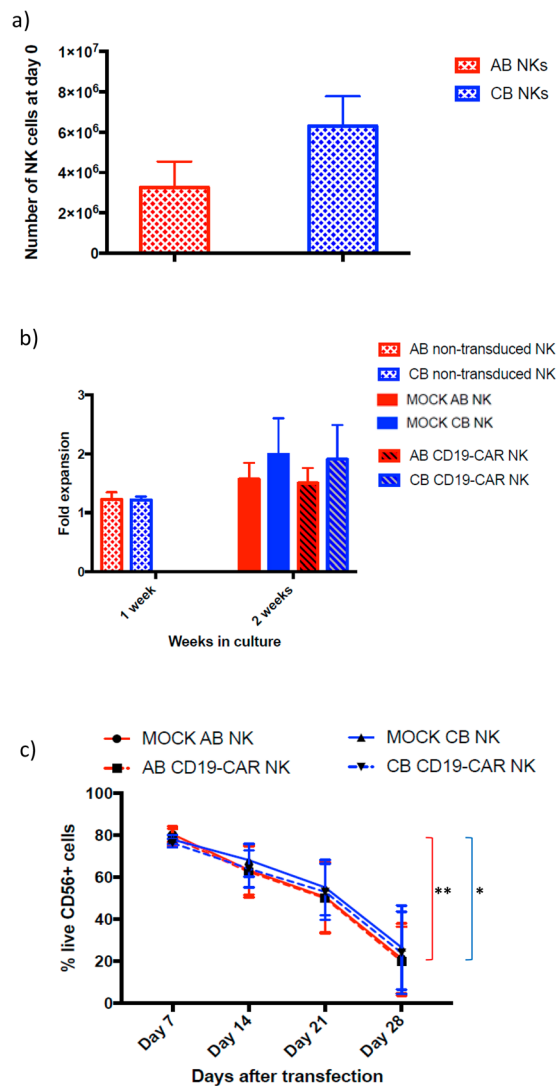 a)
Number of NK cells at day 0
1×10⁷
8×10⁶
6×10⁶
4×10⁶
2×10⁶
0
AB NKs
CB NKs
b)
AB non-transduced NK
CB non-transduced NK
MOCK AB NK
MOCK CB NK
AB CD19-CAR NK
CB CD19-CAR NK
Fold expansion
3
2
1
0
1 week
2 weeks
Weeks in culture
c)
MOCK AB NK
MOCK CB NK
AB CD19-CAR NK
CB CD19-CAR NK
% live CD56+ cells
100
80
60
40
20
0
**
*
Day 7
Day 14
Day 21
Day 28
Days after transfection